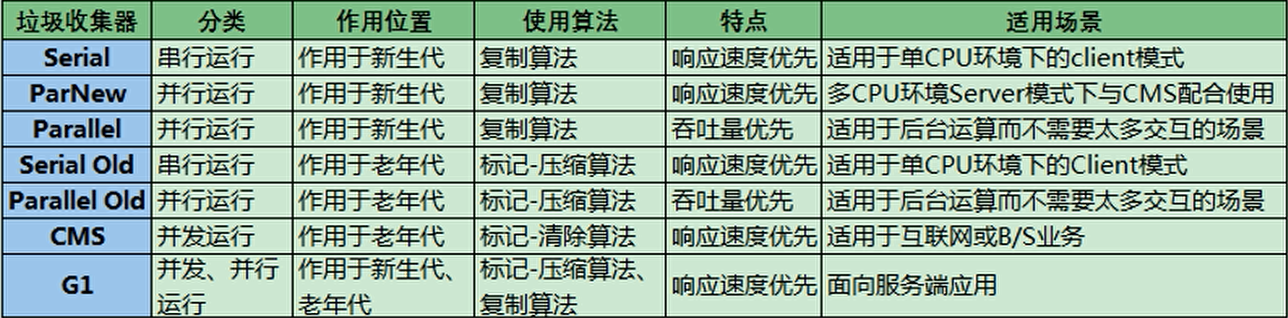 垃圾收集器 分类 作用位置 使用算法 特点 适用场景
Serial 串行运行 作用于新生代 复制算法 响应速度优先 适用于单CPU环境下的client模式
ParNew 并行运行 作用于新生代 复制算法 响应速度优先 多CPU环境Server模式下与CMS配合使用
Parallel 并行运行 作用于新生代 复制算法 吞吐量优先 适用于后台运算而不需要太多交互的场景
Serial Old 串行运行 作用于老年代 标记-压缩算法 响应速度优先 适用于单CPU环境下的Client模式
Parallel Old 并行运行 作用于老年代 标记-压缩算法 吞吐量优先 适用于后台运算而不需要太多交互的场景
CMS 并发运行 作用于老年代 标记-清除算法 响应速度优先 适用于互联网或B/S业务
G1 并发、并行 作用于新生代、 标记-压缩算法、 响应速度优先 面向服务端应用
运行 老年代 复制算法